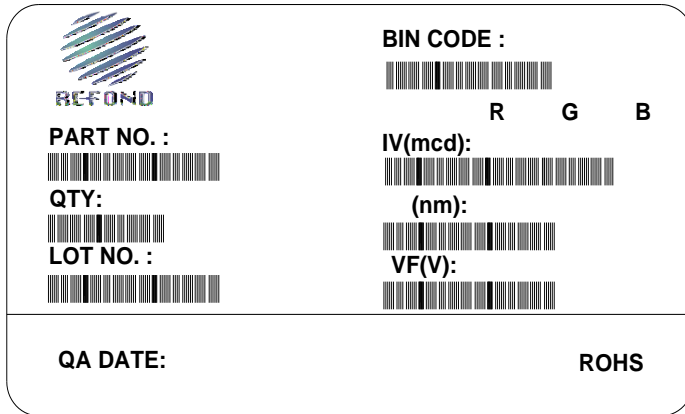 REFOND
PART NO. :
QTY:
LOT NO. :
BIN CODE :
R G B
IV(mcd):
(nm):
VF(V):
QA DATE:
ROHS